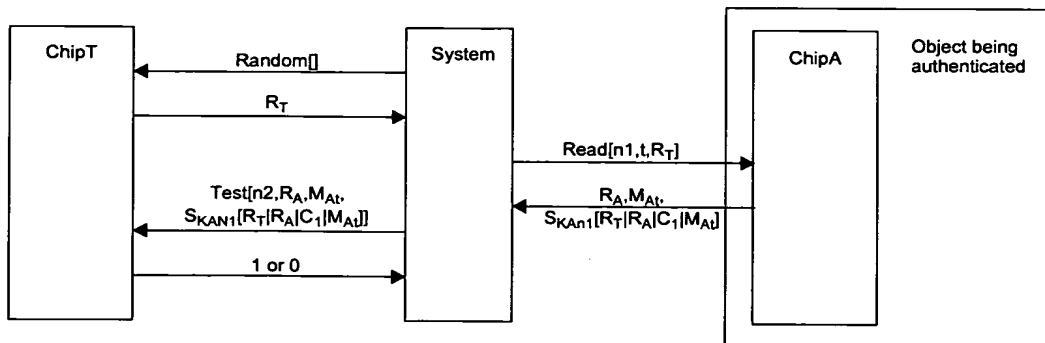 ChipT
System
ChipA
Object being
authenticated
Random[]
R_T
Read[n1,t,R_T]
Test[n2,R_A,M_At,
S_KAN1[R_T|R_A|C_1|M_At]]
R_A,M_At,
S_KAn1[R_T|R_A|C_1|M_At]
1 or 0